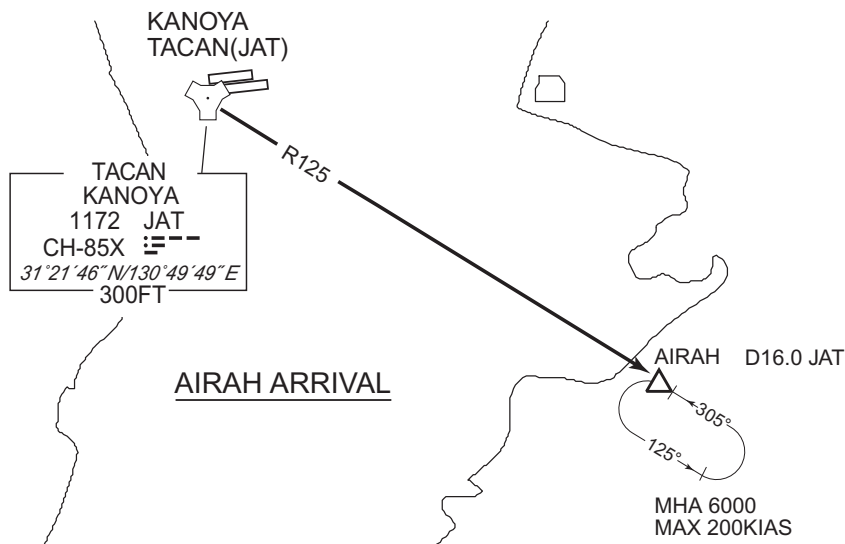 KANOYA
TACAN(JAT)
R125
TACAN
KANOYA
1172 JAT
CH-85X
31°21´46˝N/130°49´49˝E
300FT
AIRAH ARRIVAL
AIRAH D16.0 JAT
305°
125°
MHA 6000
MAX 200KIAS